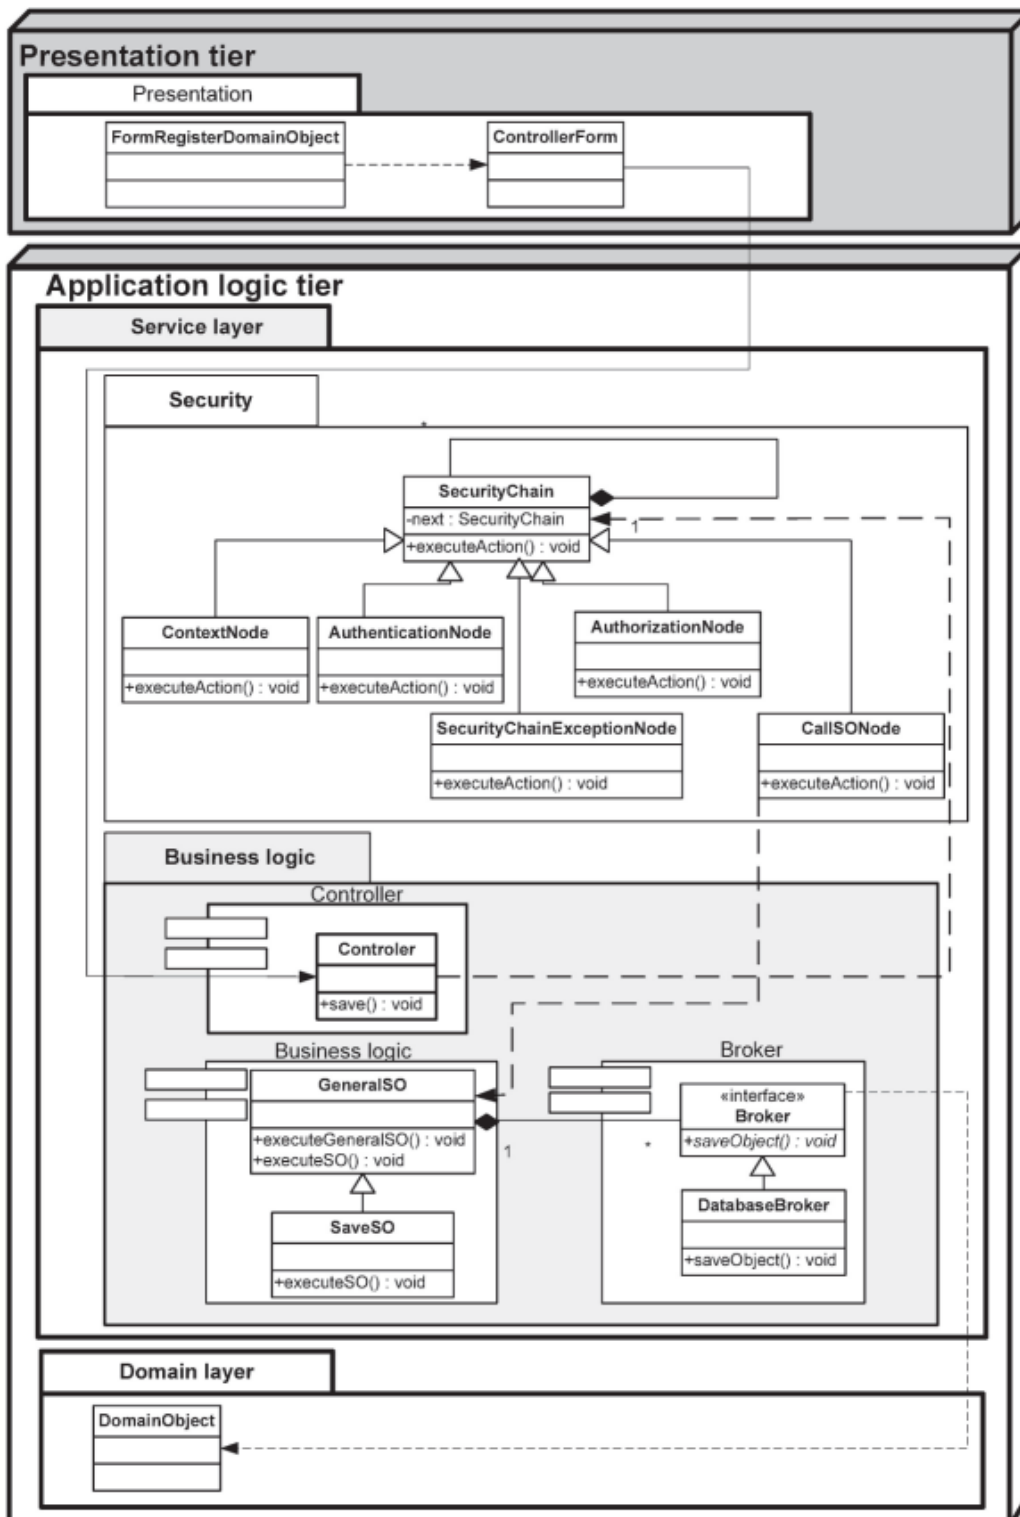 Presentation tier
Presentation
FormRegisterDomainObject
ControllerForm
Application logic tier
Service layer
Security
*
SecurityChain
-next : SecurityChain
+executeAction() : void
1
ContextNode
+executeAction() : void
AuthenticationNode
+executeAction() : void
AuthorizationNode
+executeAction() : void
SecurityChainExceptionNode
+executeAction() : void
CallSONode
+executeAction() : void
Business logic
Controller
Controler
+save() : void
Business logic
GeneralSO
+executeGeneralSO() : void
+executeSO() : void
1
*
SaveSO
+executeSO() : void
Broker
«interface»
Broker
+saveObject() : void
DatabaseBroker
+saveObject() : void
Domain layer
DomainObject